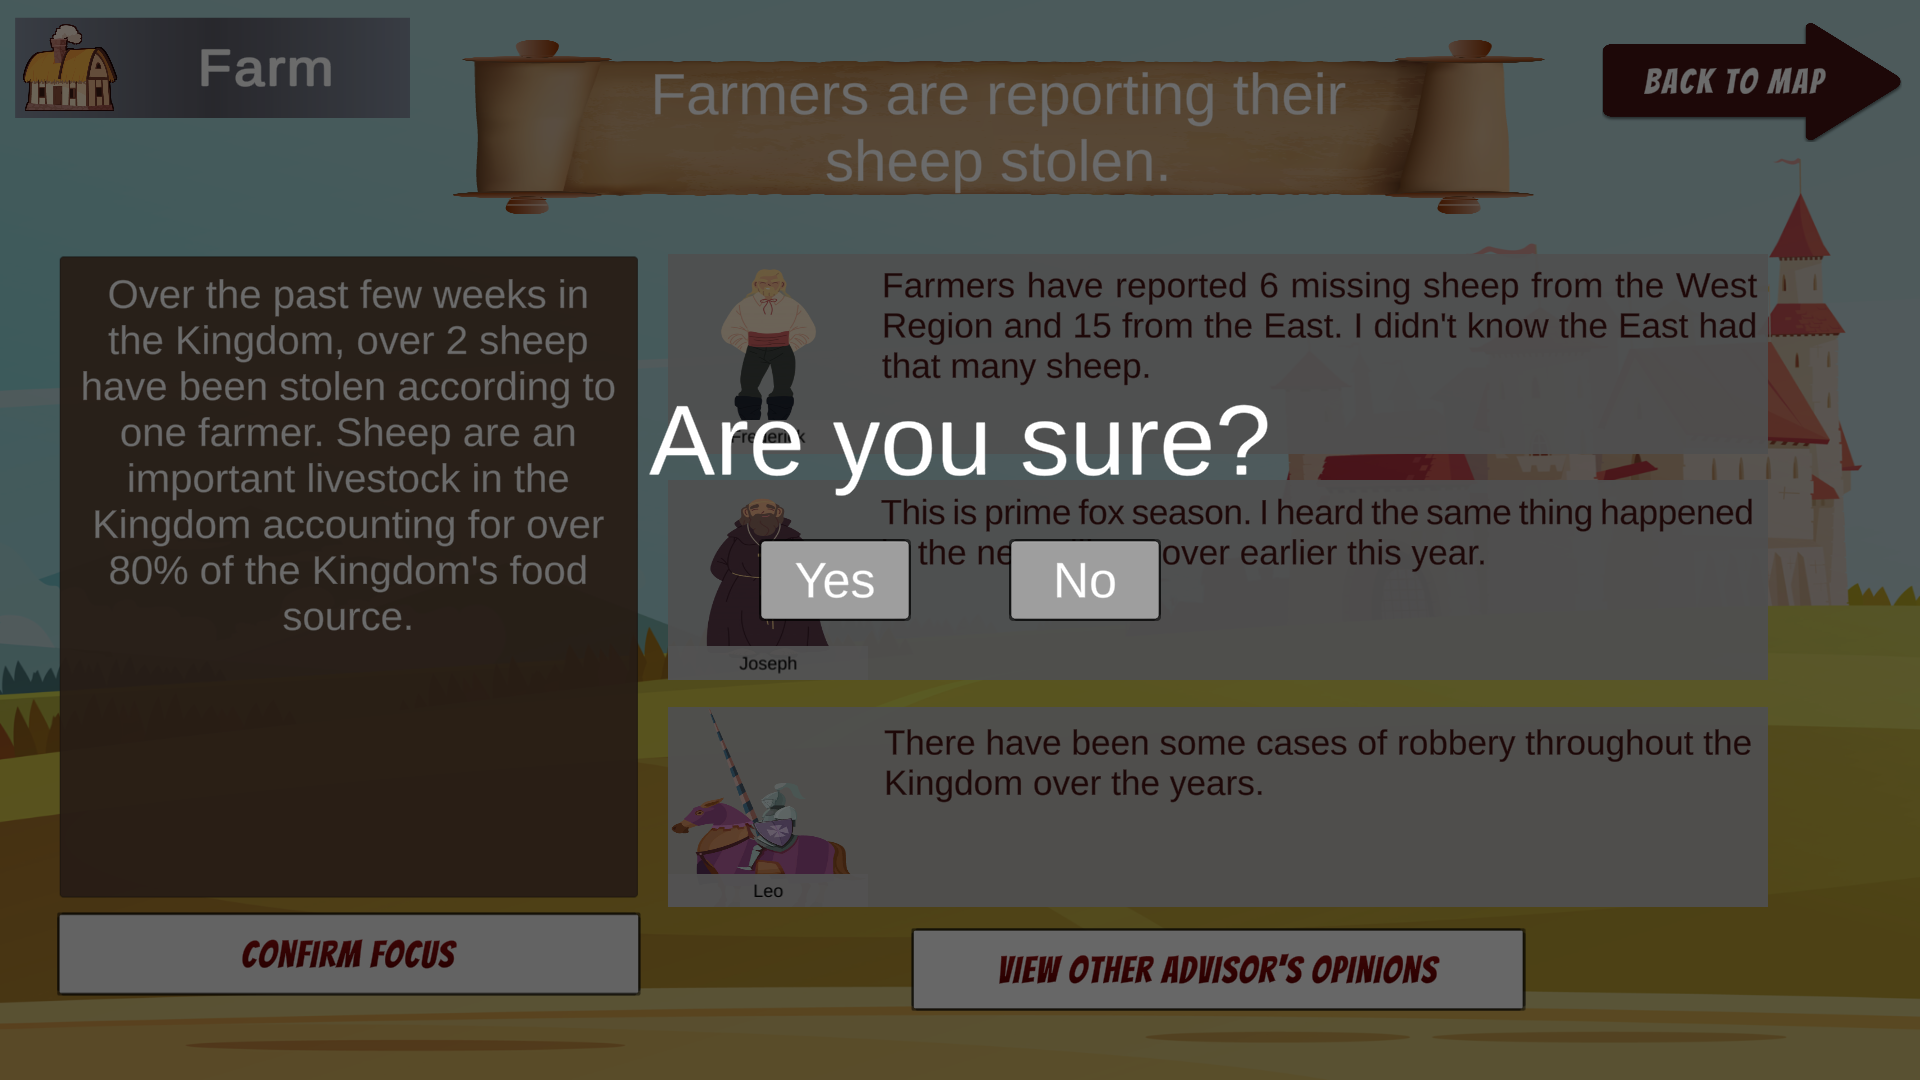 Farm
Farmers are reporting their
sheep stolen.
BACK TO MAP
Over the past few weeks in
the Kingdom, over 2 sheep
have been stolen according to
one farmer. Sheep are an
important livestock in the
Kingdom accounting for over
80% of the Kingdom's food
source.
Farmers have reported 6 missing sheep from the West
Region and 15 from the East. I didn't know the East had
that many sheep.
Frederick
Are you sure?
Yes
No
This is prime fox season. I heard the same thing happened
the over earlier this year.
Joseph
There have been some cases of robbery throughout the
Kingdom over the years.
Leo
CONFIRM FOCUS
VIEW OTHER ADVISOR'S OPINIONS